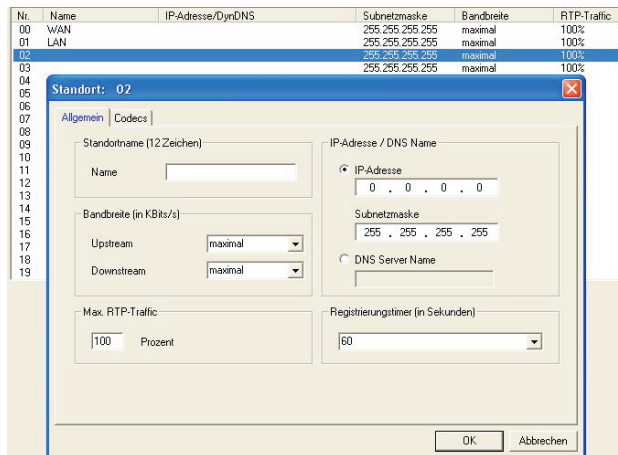 Nr. Name IP-Adresse/DynDNS Subnetzmaske Bandbreite RTP-Traffic
00 WAN 255.255.255.255 maximal 100%
01 LAN 255.255.255.255 maximal 100%
02 255.255.255.255 maximal 100%
03 255.255.255.255 maximal 100%
04
05
06
07
08
09
10
11
12
13
14
15
16
17
18
19
Standort: 02
Allgemein Codecs
Standortname (12 Zeichen)
Name
Bandbreite (in KBits/s)
Upstream maximal
Downstream maximal
Max. RTP-Traffic
100 Prozent
IP-Adresse / DNS Name
IP-Adresse
0 . 0 . 0 . 0
Subnetzmaske
255 . 255 . 255 . 255
DNS Server Name
Registrierungstimer (in Sekunden)
60
OK Abbrechen